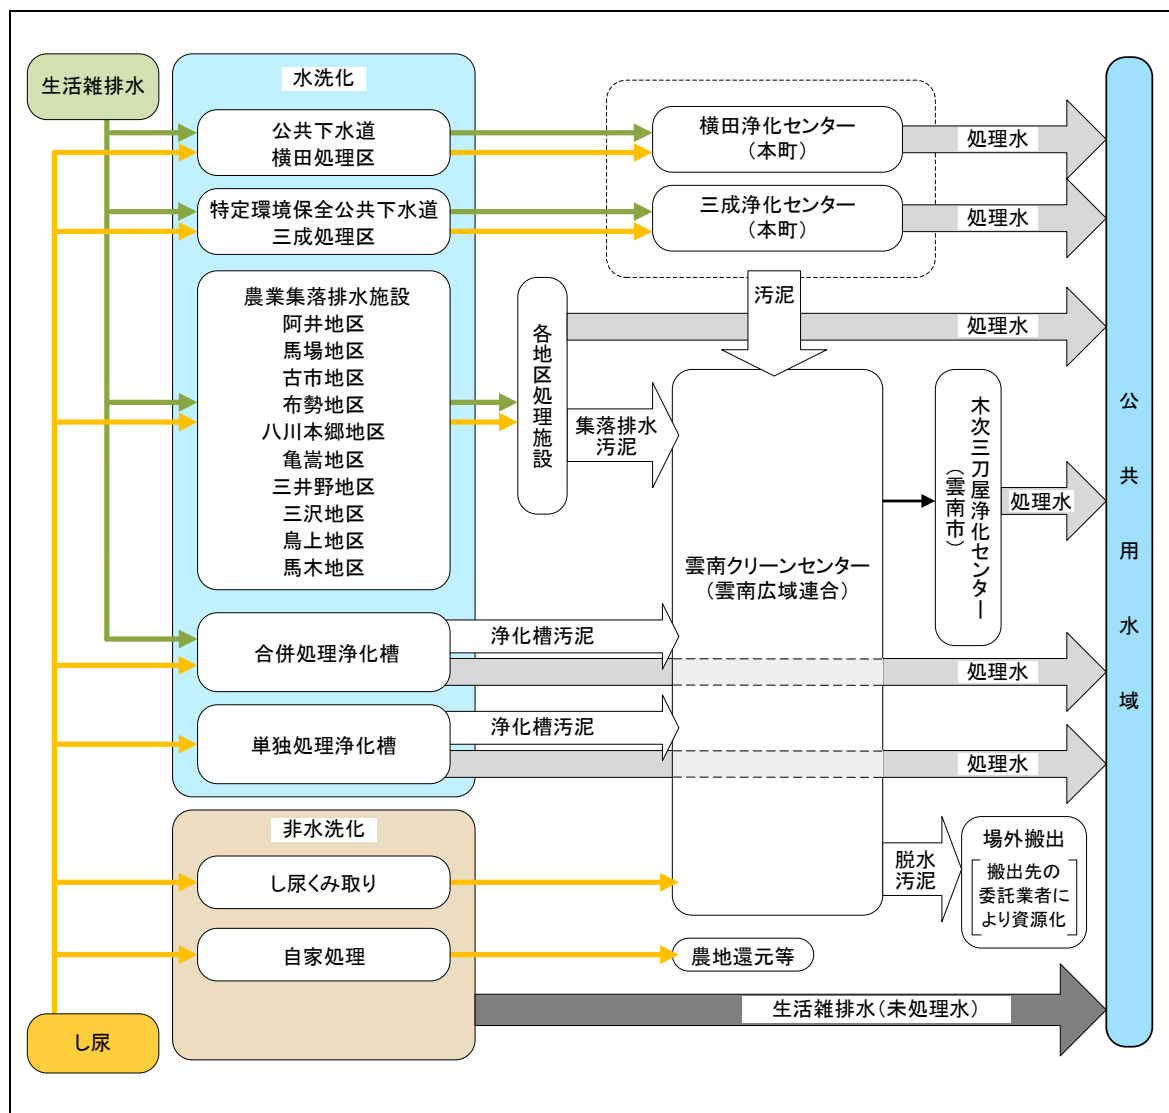 生活雑排水
水洗化
公共下水道
横田処理区
横田浄化センター
（本町）
処理水
特定環境保全公共下水道
三成処理区
三成浄化センター
（本町）
処理水
農業集落排水施設
阿井地区
馬場地区
古市地区
布勢地区
八川本郷地区
亀嵩地区
三井野地区
三沢地区
鳥上地区
馬木地区
各地区処理施設
汚泥
処理水
集落排水
汚泥
雲南クリーンセンター
（雲南広域連合）
木次三刀屋浄化センター
（雲南市）
処理水
公共用水域
合併処理浄化槽
浄化槽汚泥
処理水
単独処理浄化槽
浄化槽汚泥
処理水
非水洗化
し尿くみ取り
脱水
汚泥
場外搬出
搬出先の
委託業者に
より資源化
自家処理
農地還元等
生活雑排水（未処理水）
し尿